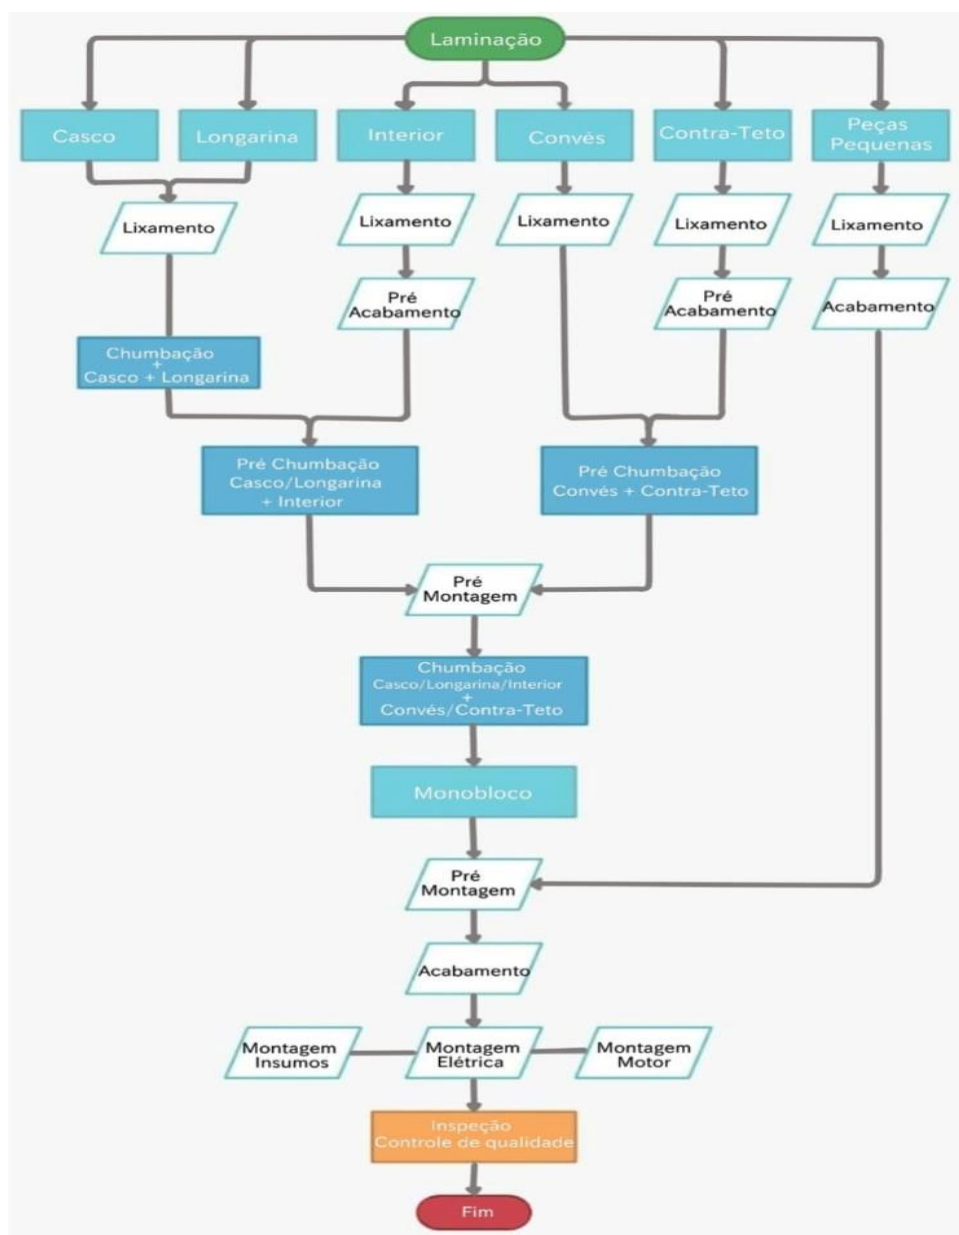 Laminação
Casco
Longarina
Interior
Convés
Contra-Teto
Peças
Pequenas
Lixamento
Lixamento
Lixamento
Lixamento
Lixamento
Pré
Acabamento
Pré
Acabamento
Acabamento
Chumbação
+
Casco + Longarina
Pré Chumbação
Casco/Longarina
+ Interior
Pré Chumbação
Convés + Contra-Teto
Pré
Montagem
Chumbação
Casco/Longarina/Interior
+
Convés/Contra-Teto
Monobloco
Pré
Montagem
Acabamento
Montagem
Insumos
Montagem
Elétrica
Montagem
Motor
Inspeção
Controle de qualidade
Fim